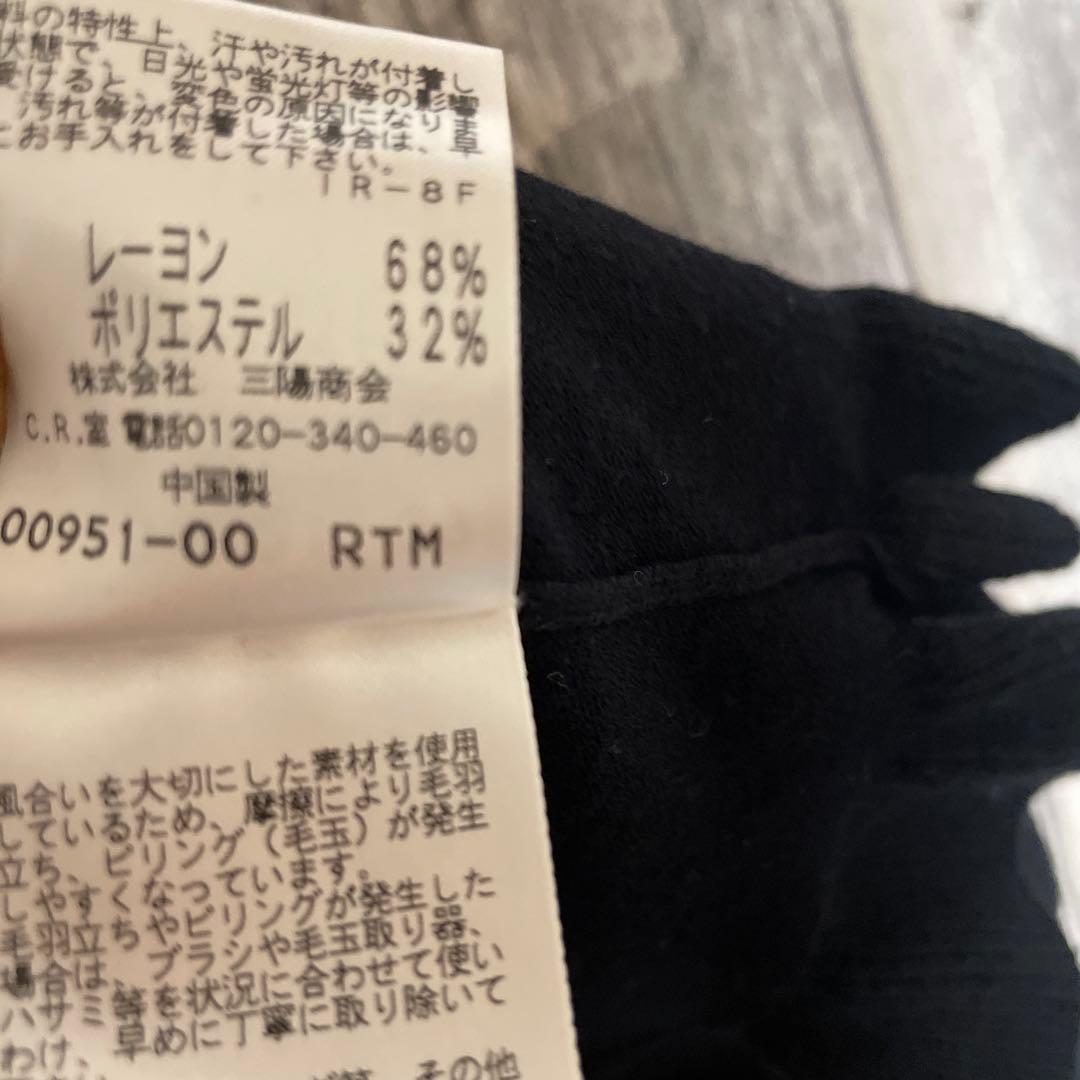 料の特性上、汗や汚れが付着し
状態で、日光や蛍光灯等の影響
受けると、変色の原因になり
汚れ等が付着した場合は、早
にお手入れをして下さい。
IR-8F
レーヨン 68%
ポリエステル 32%
株式会社 三陽商会
C.R.室 電話0120-340-460
中国製
00951-00 RTM
風合いを大切にした素材を使用
しているため、摩擦により毛羽
立ち、ピリング(毛玉)が発生
しやすくなっています。
毛羽立ちやピリングが発生した
場合は、ブラシや毛玉取り器、
ハサミ等を状況に合わせて使い
わけ、早めに丁寧に取り除いて
その他